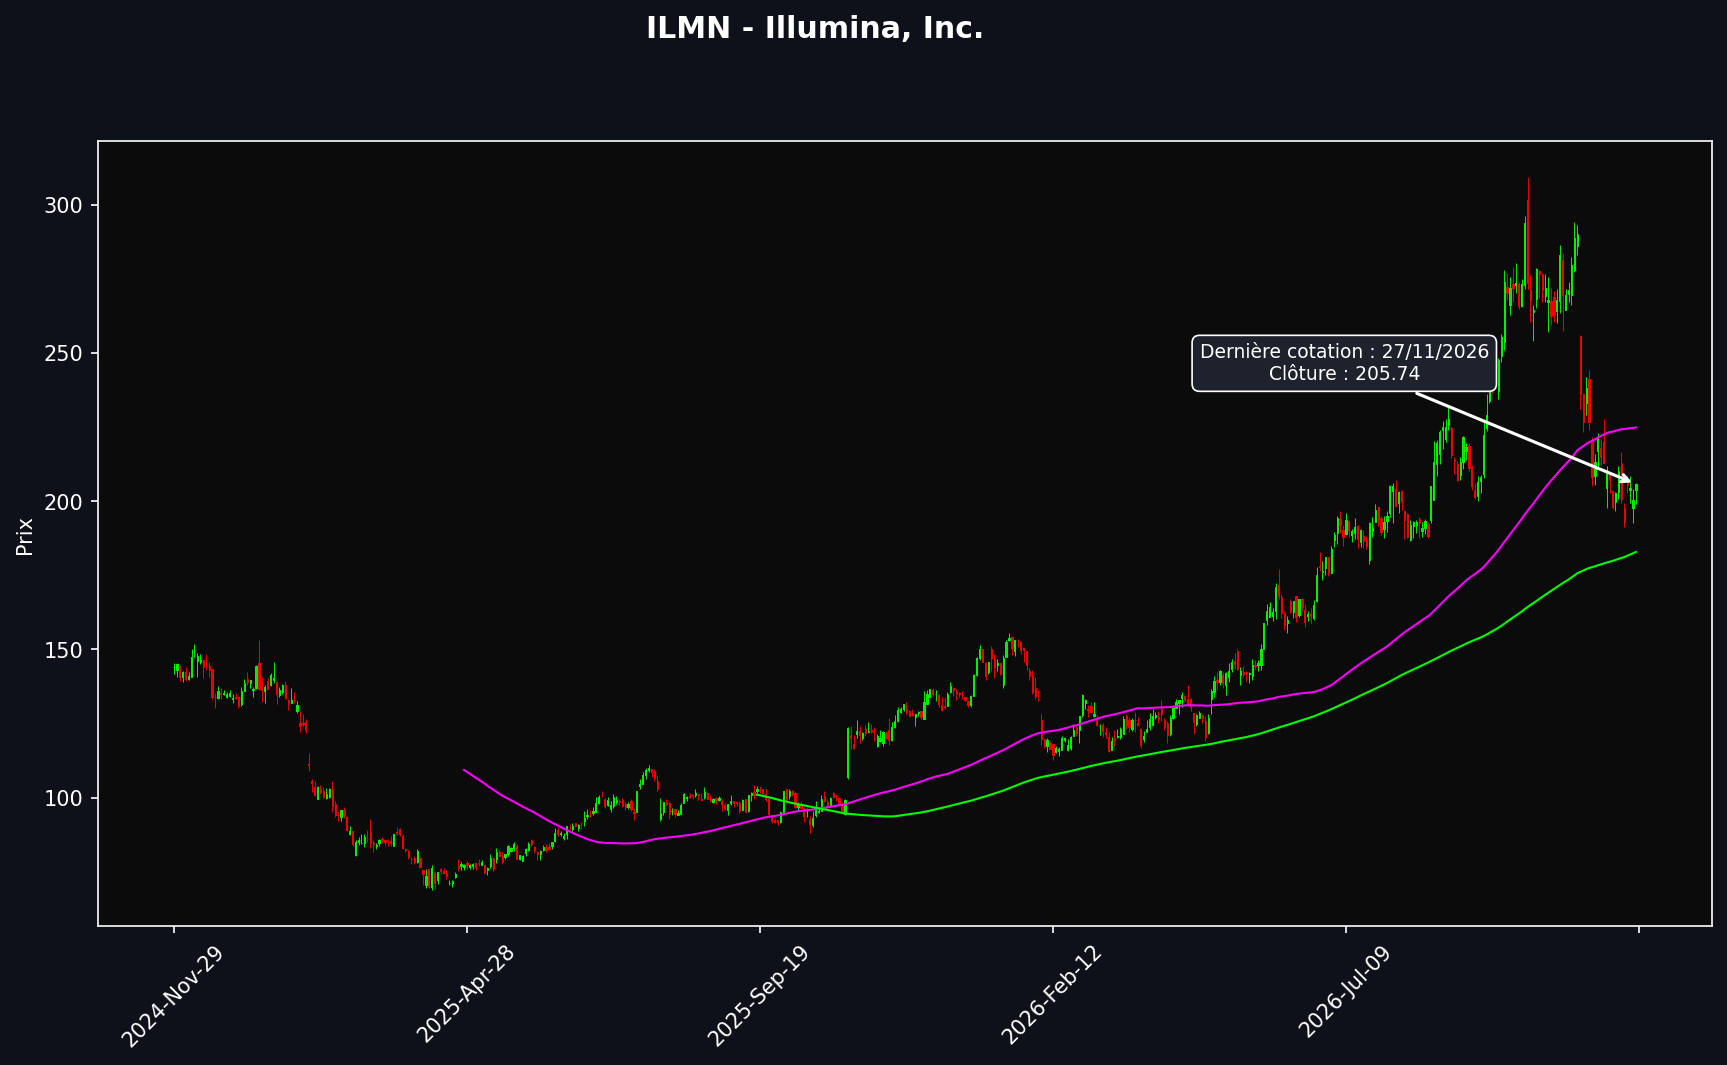 ILMN - Illumina, Inc.
Prix
300
250
200
150
100
Dernière cotation : 27/11/2026
Clôture : 205.74
2024-Nov-29
2025-Apr-28
2025-Sep-19
2026-Feb-12
2026-Jul-09